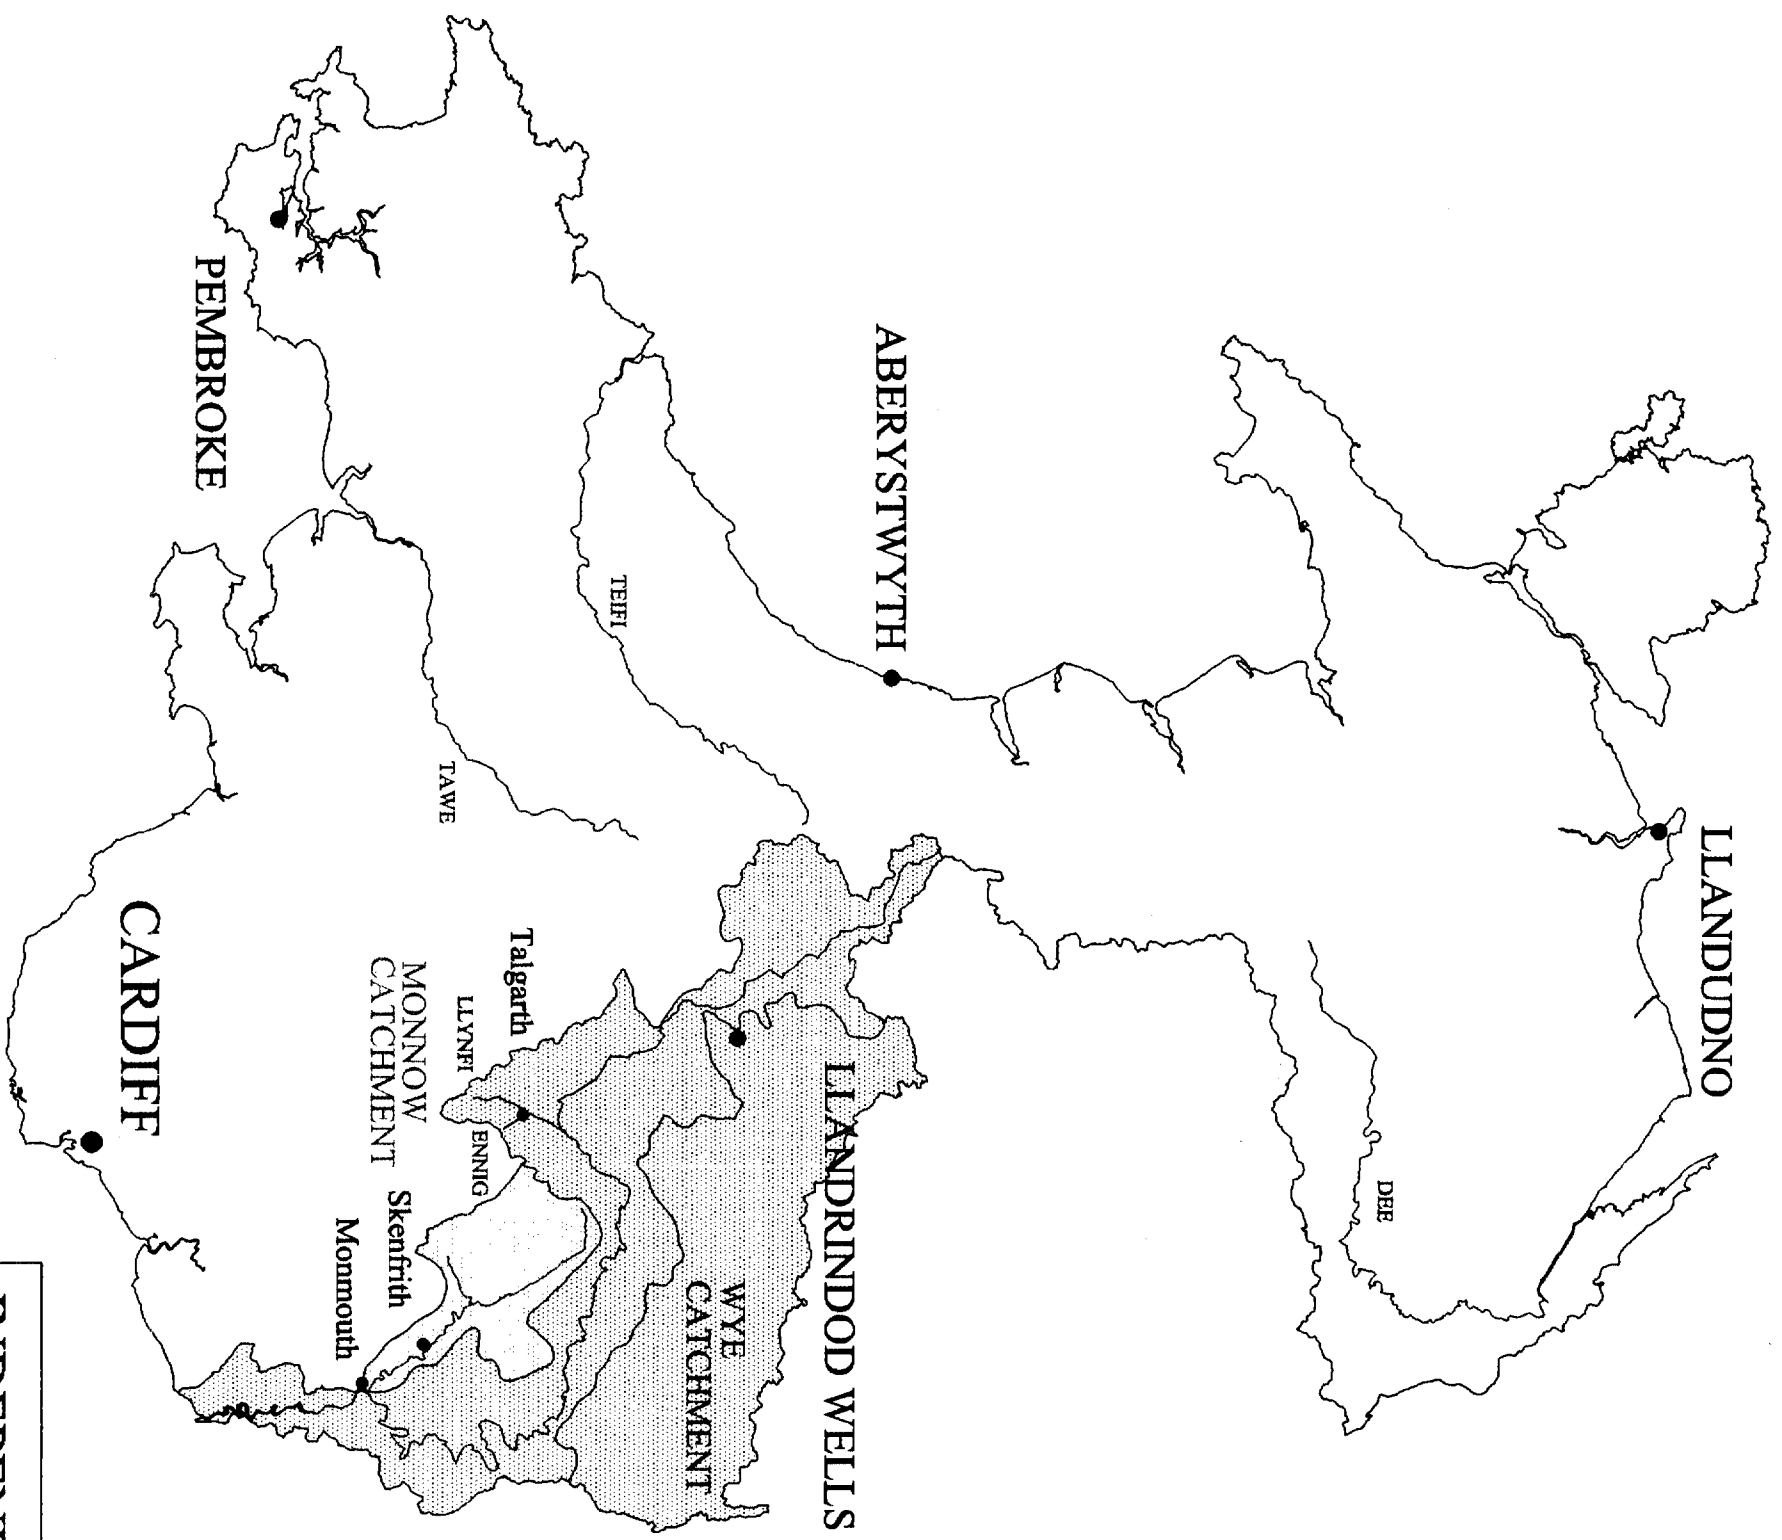 LLANDUDNO
DEE
ABERYSTWYTH
LLANDRINDOD WELLS
WYE
CATCHMENT
TEIFI
Talgarth
LLYNFI
ENNIG
TAWE
MONNOW
CATCHMENT
Skenfrith
Monmouth
PEMBROKE
CARDIFF